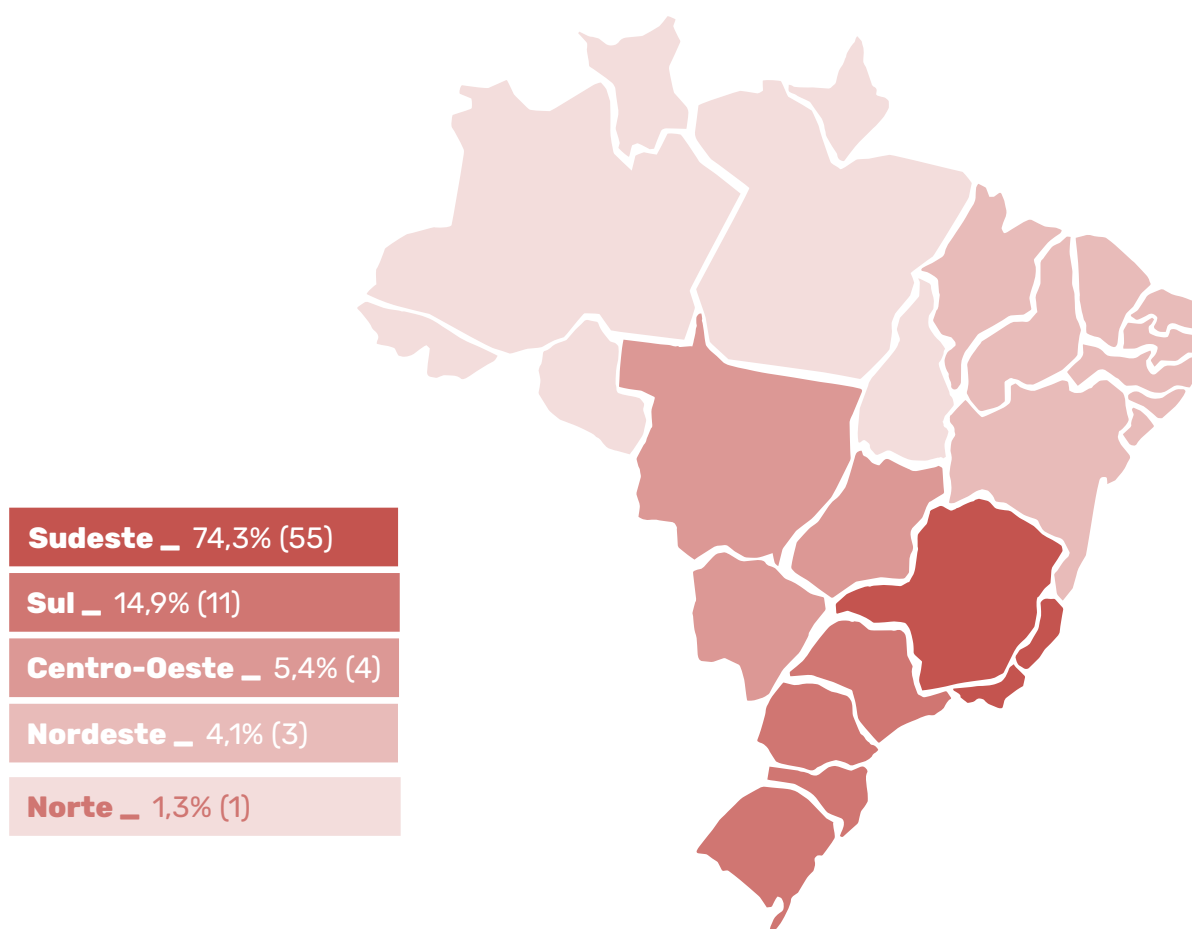 Sudeste _ 74,3% (55)
Sul _ 14,9% (11)
Centro-Oeste _ 5,4% (4)
Nordeste _ 4,1% (3)
Norte _ 1,3% (1)